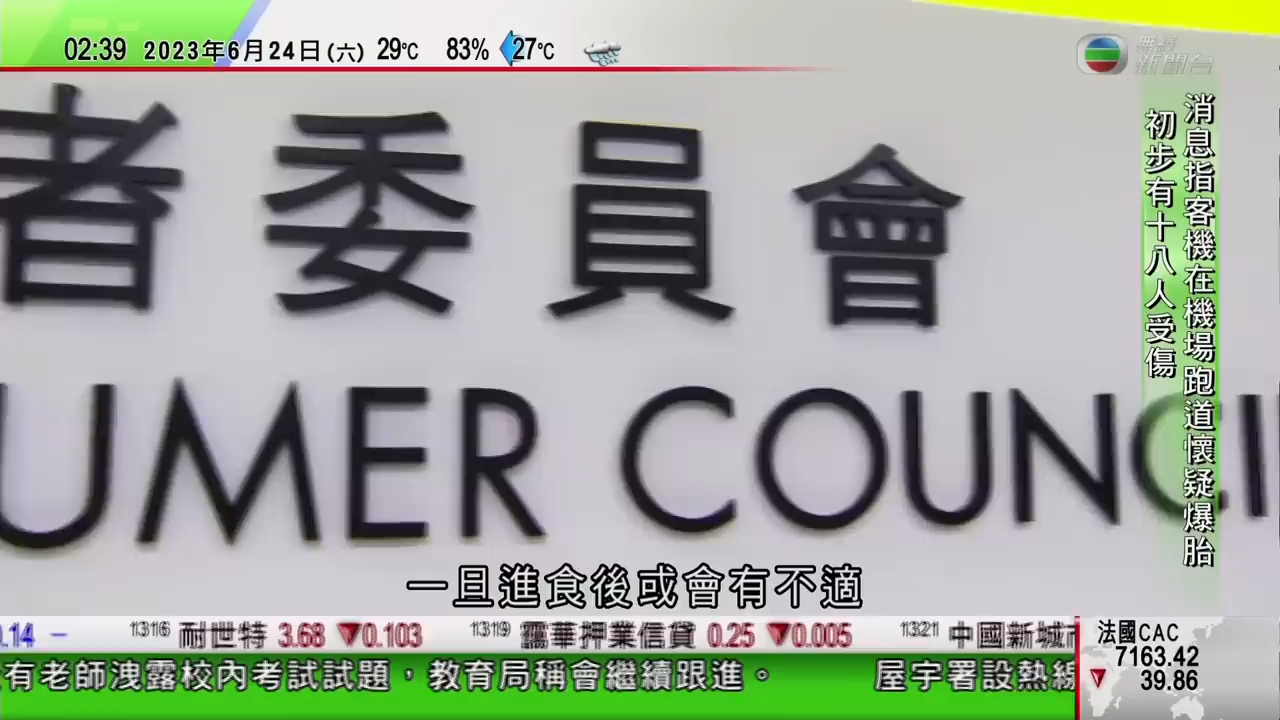 02:39 2023年6月24日(六) 29℃ 83% 27℃
無綫
新聞台
消息指客機在機場跑道懷疑爆胎
初步有十八人受傷
者委員會
UMER COUNCI
一旦進食後或會有不適
0.14 – 13116 耐世特 3.68 ▼0.103 13119 靄華押業信貸 0.25 ▼0.005 13121 中國新城市
有老師洩露校內考試試題，教育局稱會繼續跟進。 屋宇署設熱線
法國CAC
7163.42
▼ 39.86